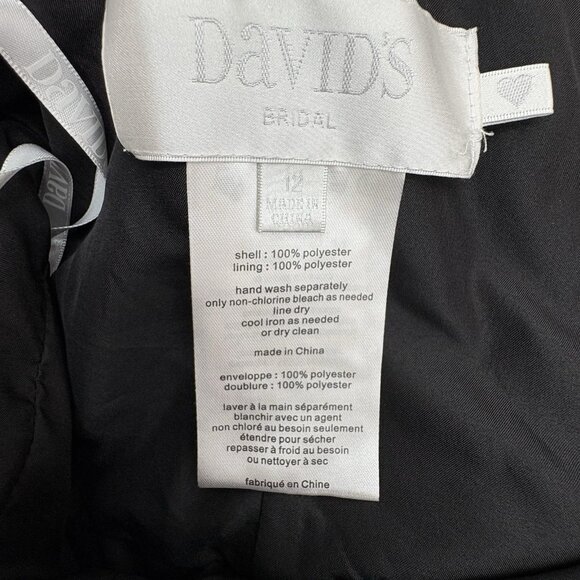 DaVID'S
BRIDAL
DaVID'S
DaVI
12
MADE IN
CHINA
shell : 100% polyester
lining : 100% polyester
hand wash separately
only non-chlorine bleach as needed
line dry
cool iron as needed
or dry clean
made in China
enveloppe : 100% polyester
doublure : 100% polyester
laver à la main séparément
blanchir avec un agent
non chloré au besoin seulement
étendre pour sécher
repasser à froid au besoin
ou nettoyer à sec
fabriqué en Chine